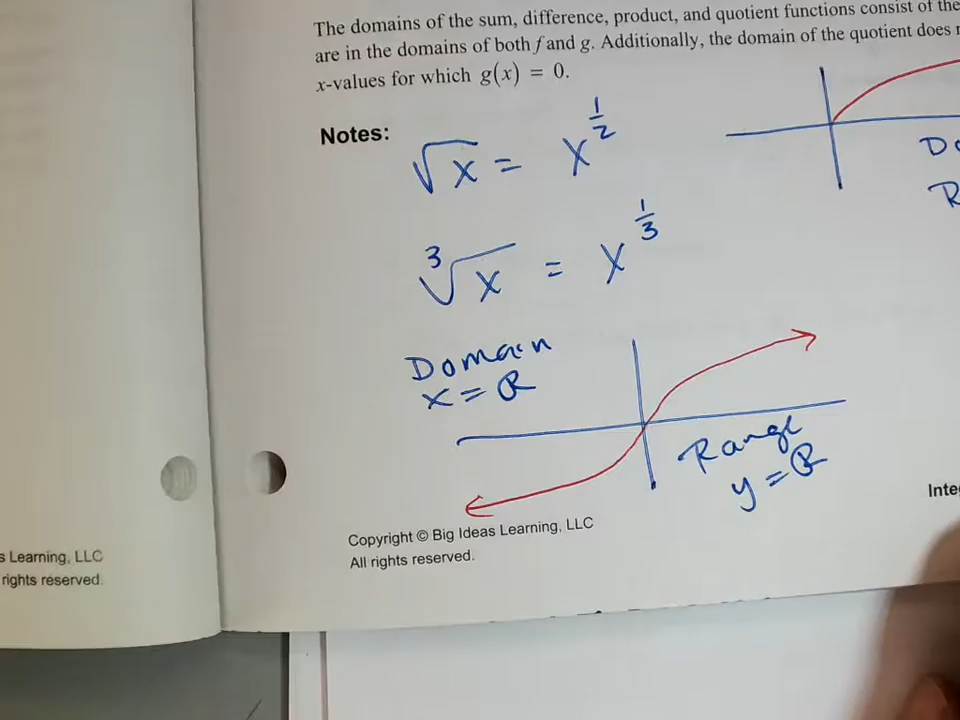 The domains of the sum, difference, product, and quotient functions consist of the
are in the domains of both f and g. Additionally, the domain of the quotient does
x-values for which g(x) = 0.
Notes:
√x = x^(1/2)
D
R
³√x = x^(1/3)
Domain
x = ℝ
Range
y = ℝ
Inte
Copyright © Big Ideas Learning, LLC
All rights reserved.
s Learning, LLC
rights reserved.